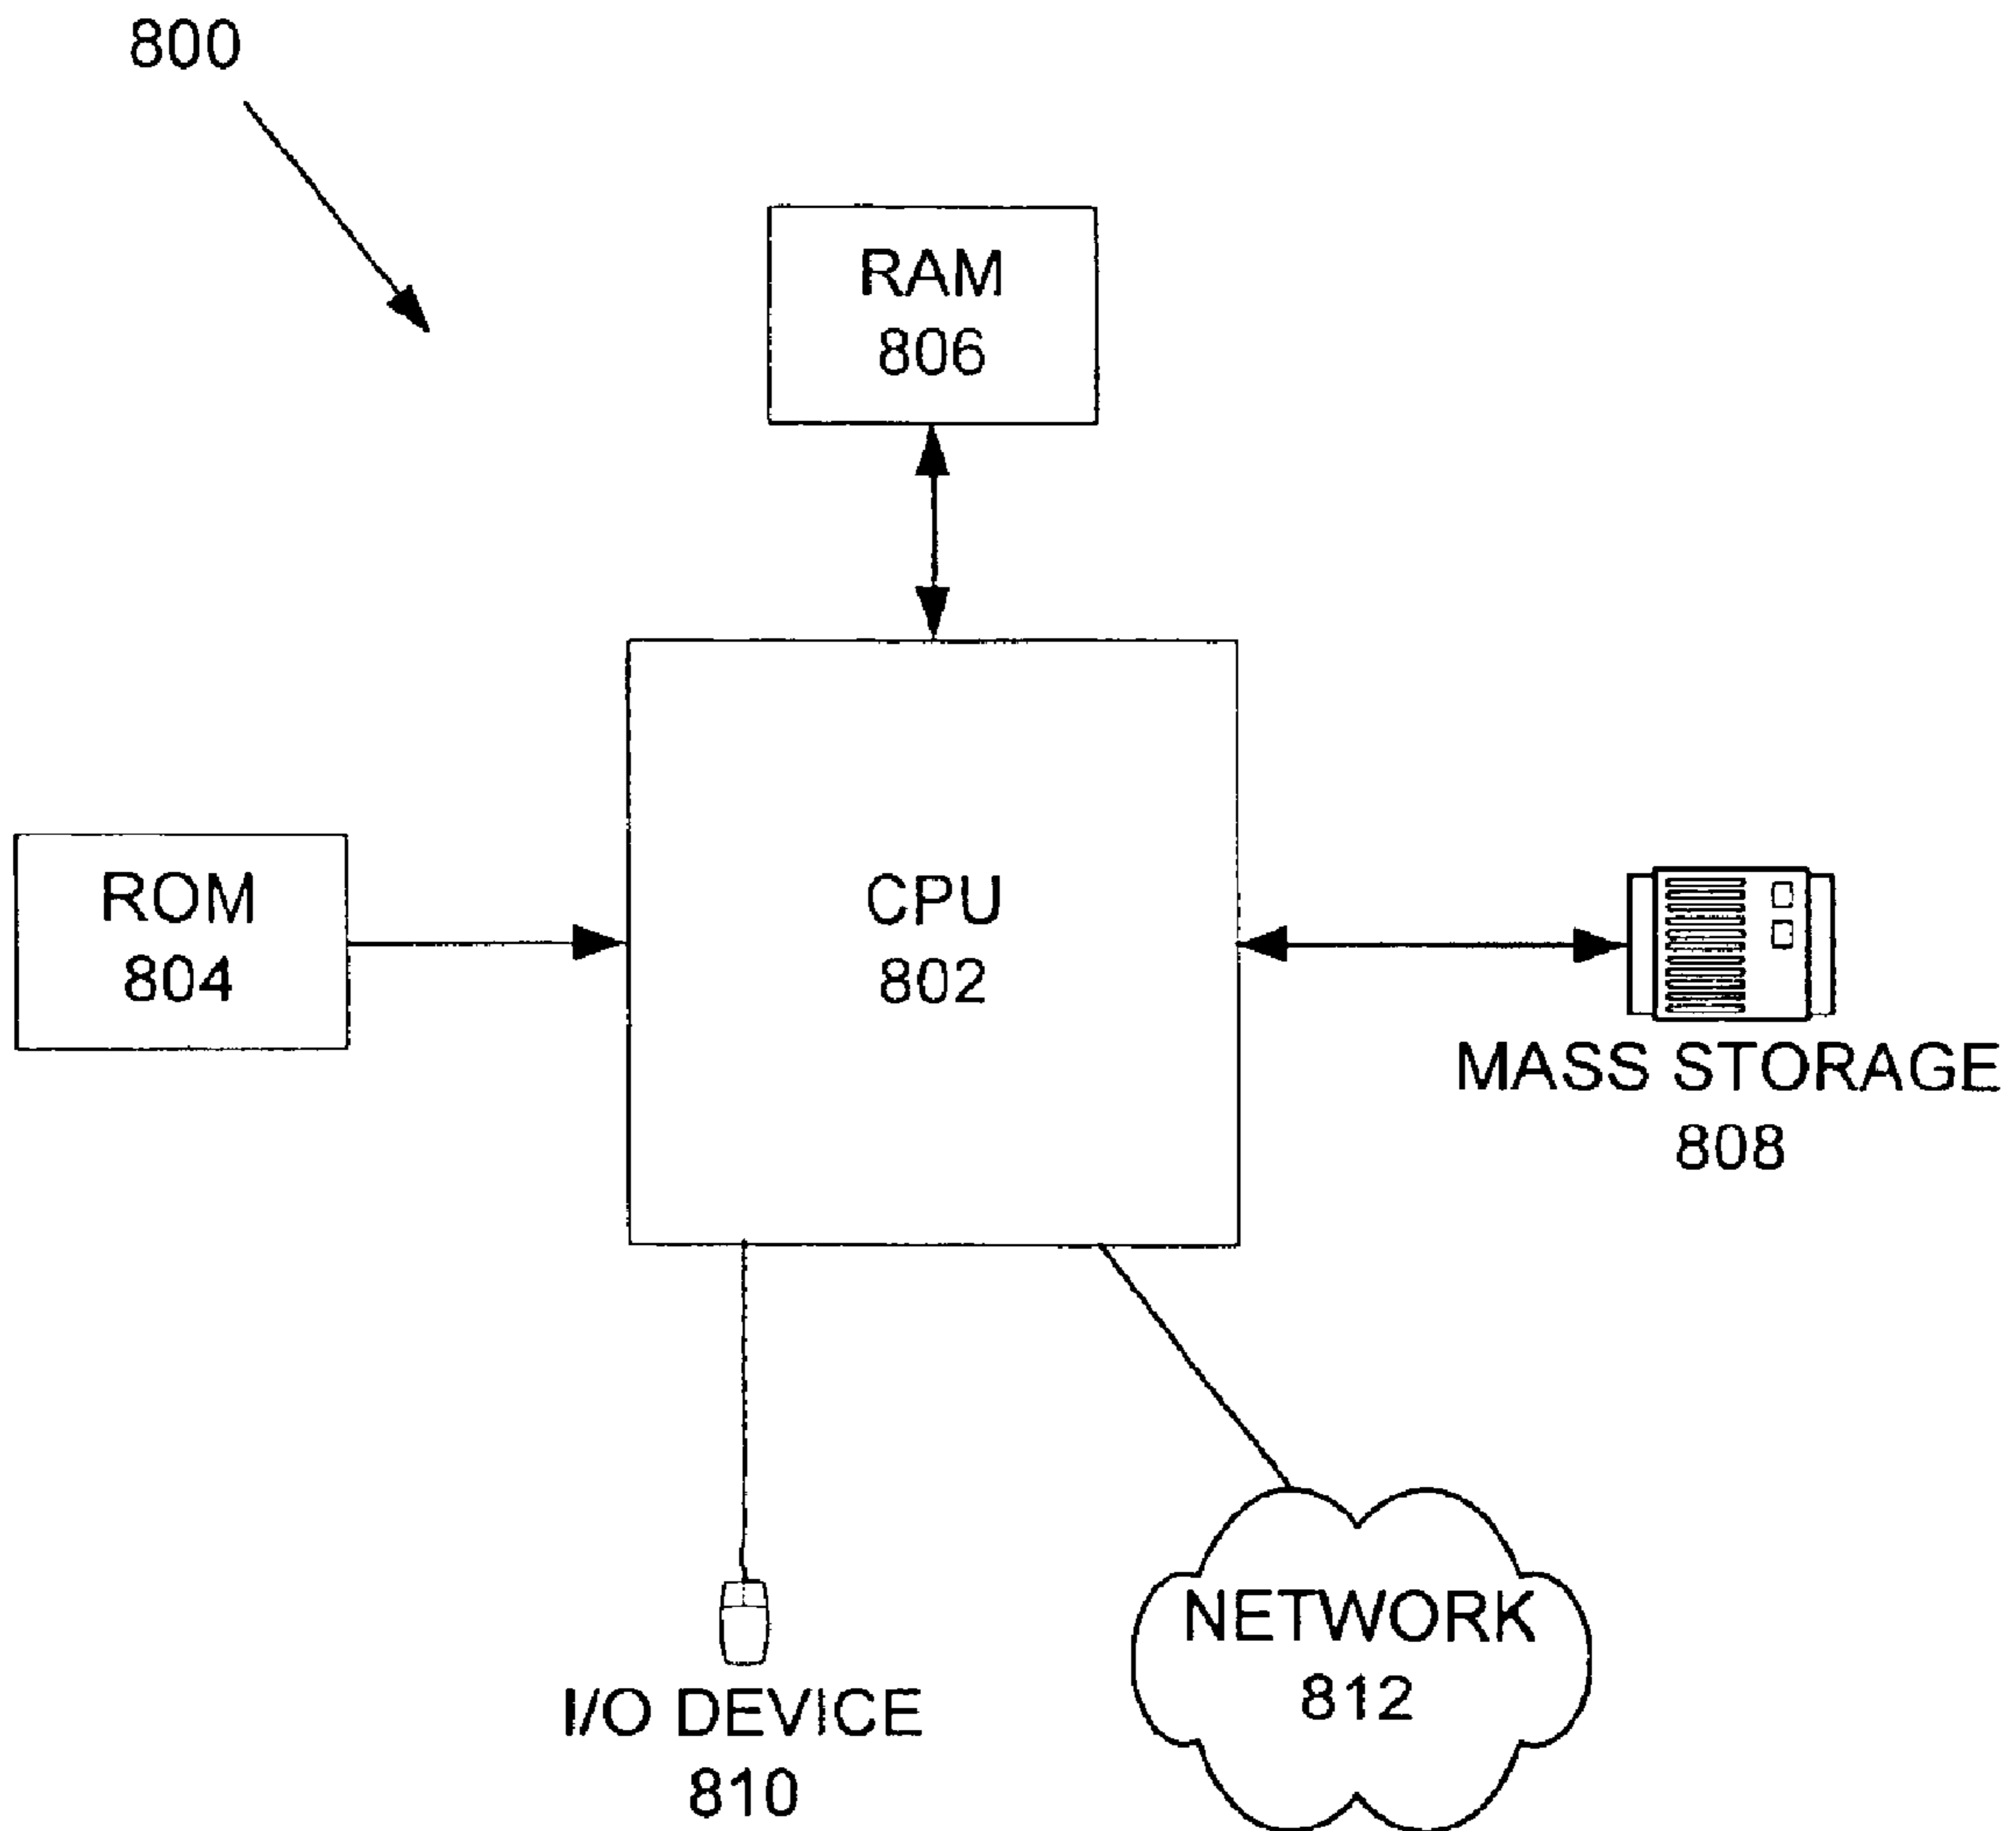 800
RAM
806
ROM
804
CPU
802
MASS STORAGE
808
I/O DEVICE
810
NETWORK
812